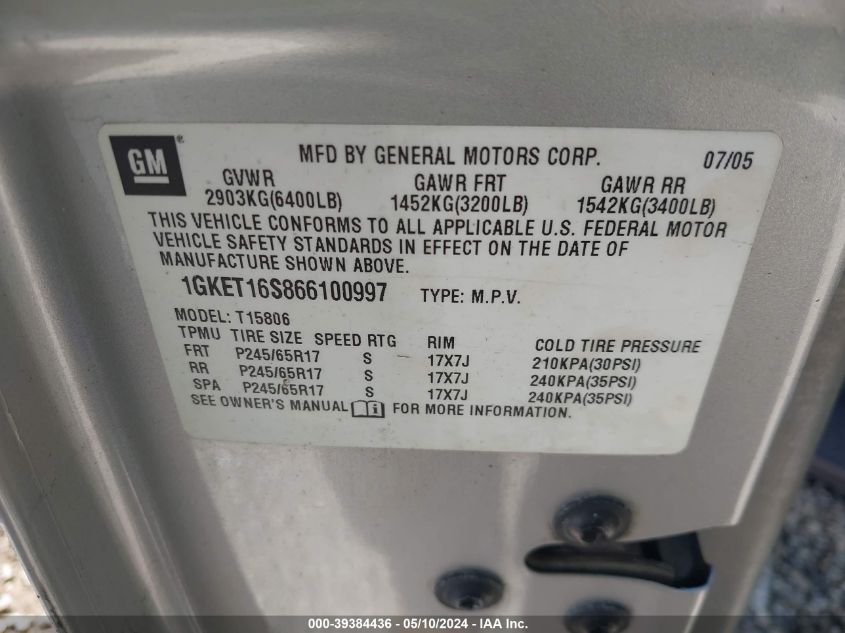 GM®
MFD BY GENERAL MOTORS CORP. 07/05
GVWR GAWR FRT GAWR RR
2903KG(6400LB) 1452KG(3200LB) 1542KG(3400LB)
THIS VEHICLE CONFORMS TO ALL APPLICABLE U.S. FEDERAL MOTOR
VEHICLE SAFETY STANDARDS IN EFFECT ON THE DATE OF
MANUFACTURE SHOWN ABOVE.
1GKET16S866100997 TYPE: M.P.V.
MODEL: T15806
TPMU TIRE SIZE SPEED RTG RIM COLD TIRE PRESSURE
FRT P245/65R17 S 17X7J 210KPA(30PSI)
RR P245/65R17 S 17X7J 240KPA(35PSI)
SPA P245/65R17 S 17X7J 240KPA(35PSI)
SEE OWNER'S MANUAL i FOR MORE INFORMATION.
000-39384436 - 05/10/2024 - IAA Inc.